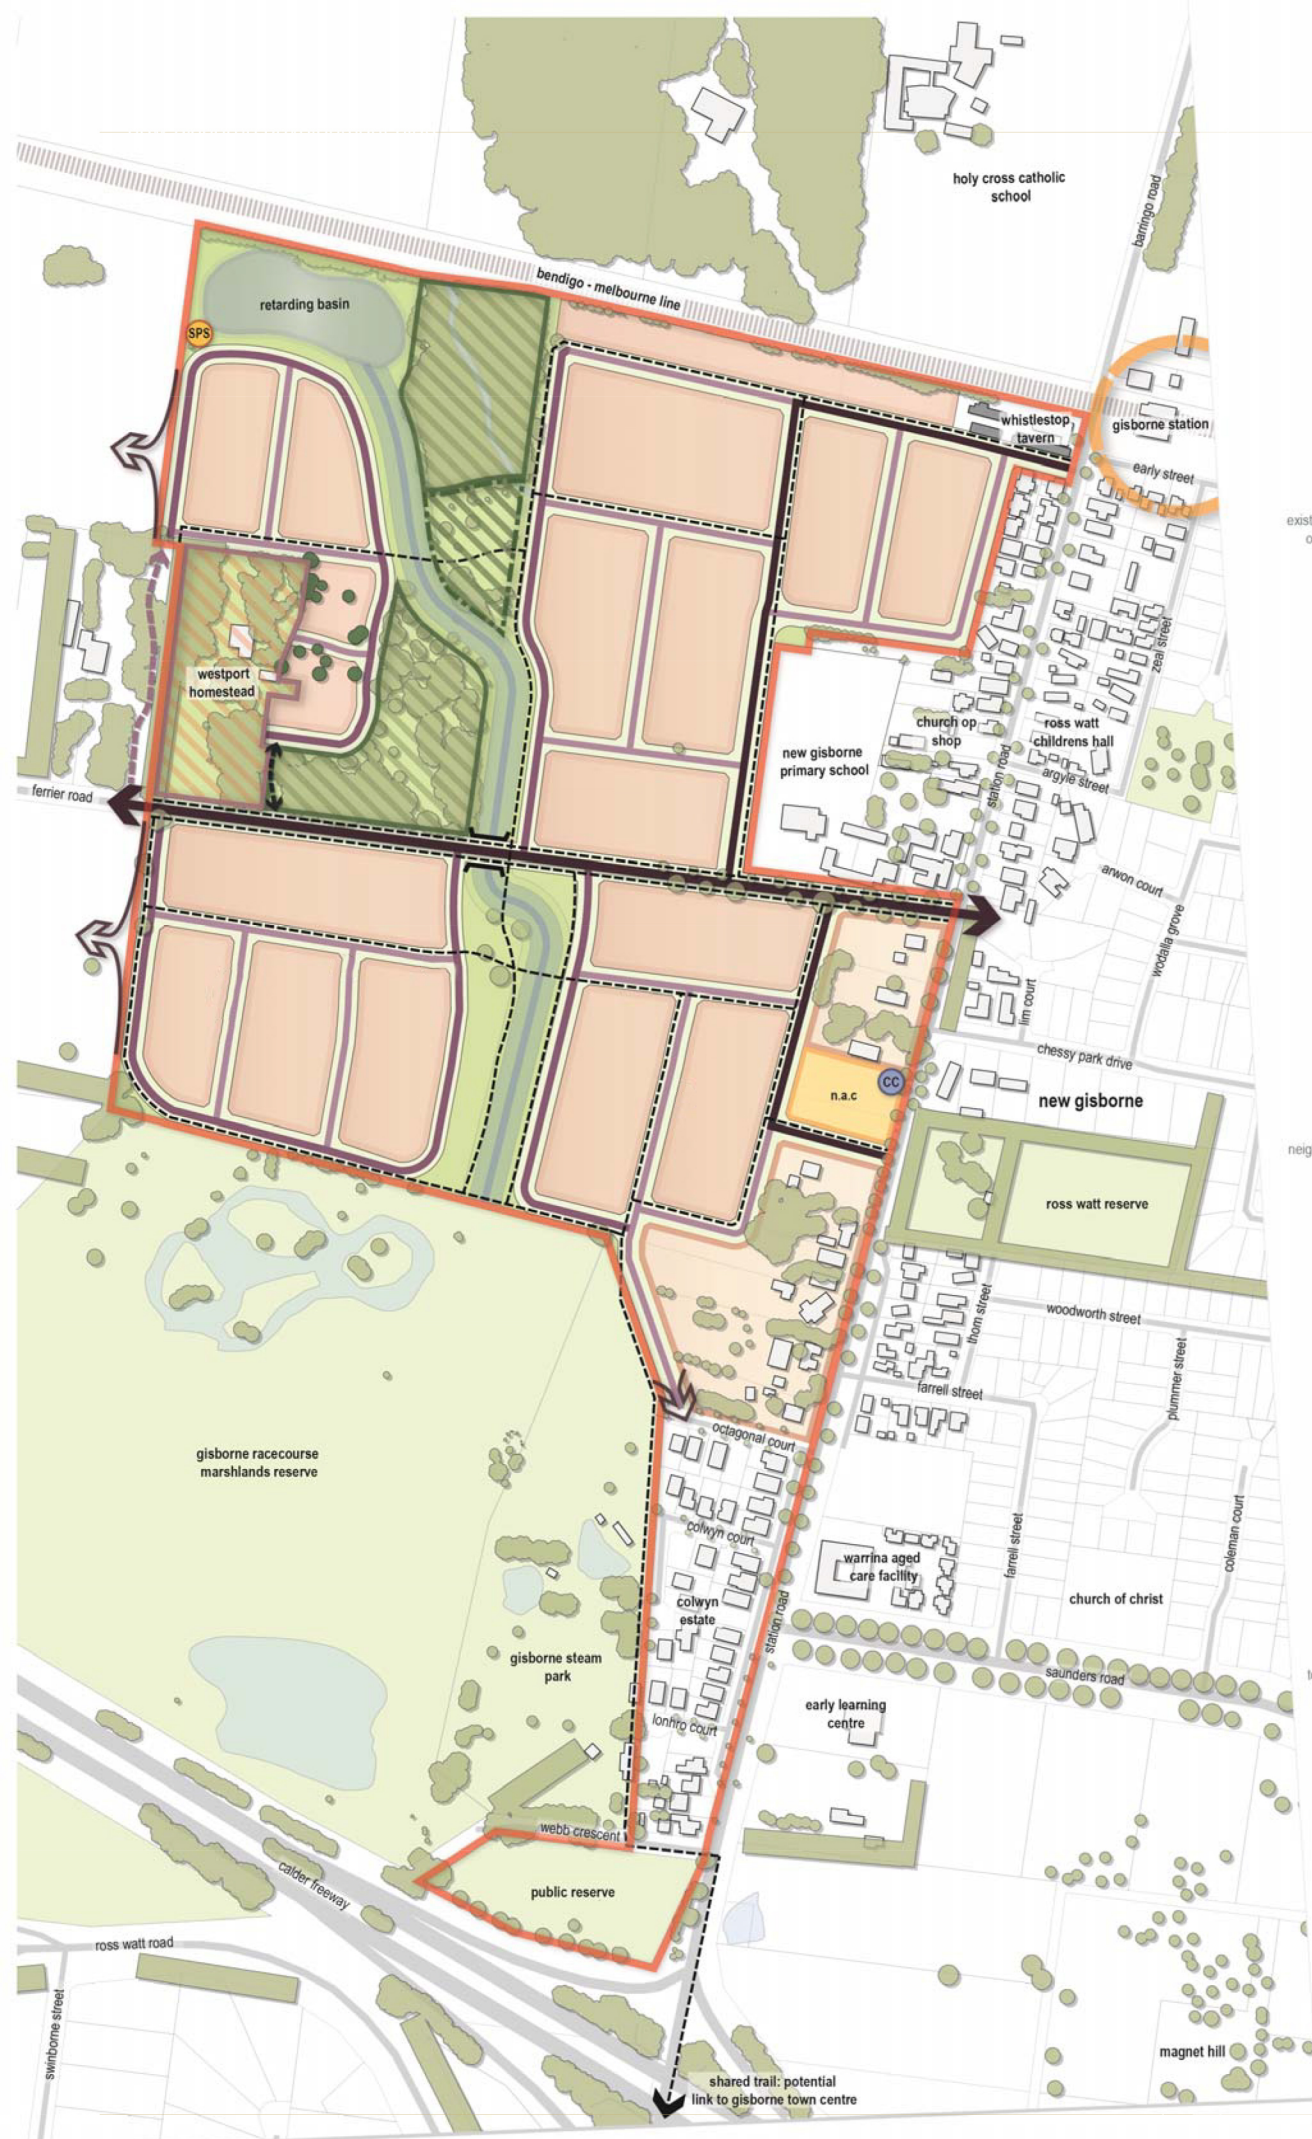 holy cross catholic
school
barringo road
bendigo - melbourne line
retarding basin
SPS
whistlestop
tavern
gisborne station
early street
exist
o
zeal street
westport
homestead
church op
shop
ross watt
childrens hall
new gisborne
primary school
station road
argyle street
ferrier road
arwon court
wodalla grove
lim court
chessy park drive
n.a.c
CC
new gisborne
neig
ross watt reserve
woodworth street
thom street
plummer street
farrell street
octagonal court
gisborne racecourse
marshlands reserve
colwyn court
farrell street
coleman court
warrina aged
care facility
church of christ
colwyn
estate
station road
gisborne steam
park
saunders road
early learning
centre
lonhro court
webb crescent
public reserve
calder freeway
ross watt road
swinborne street
magnet hill
shared trail: potential
link to gisborne town centre